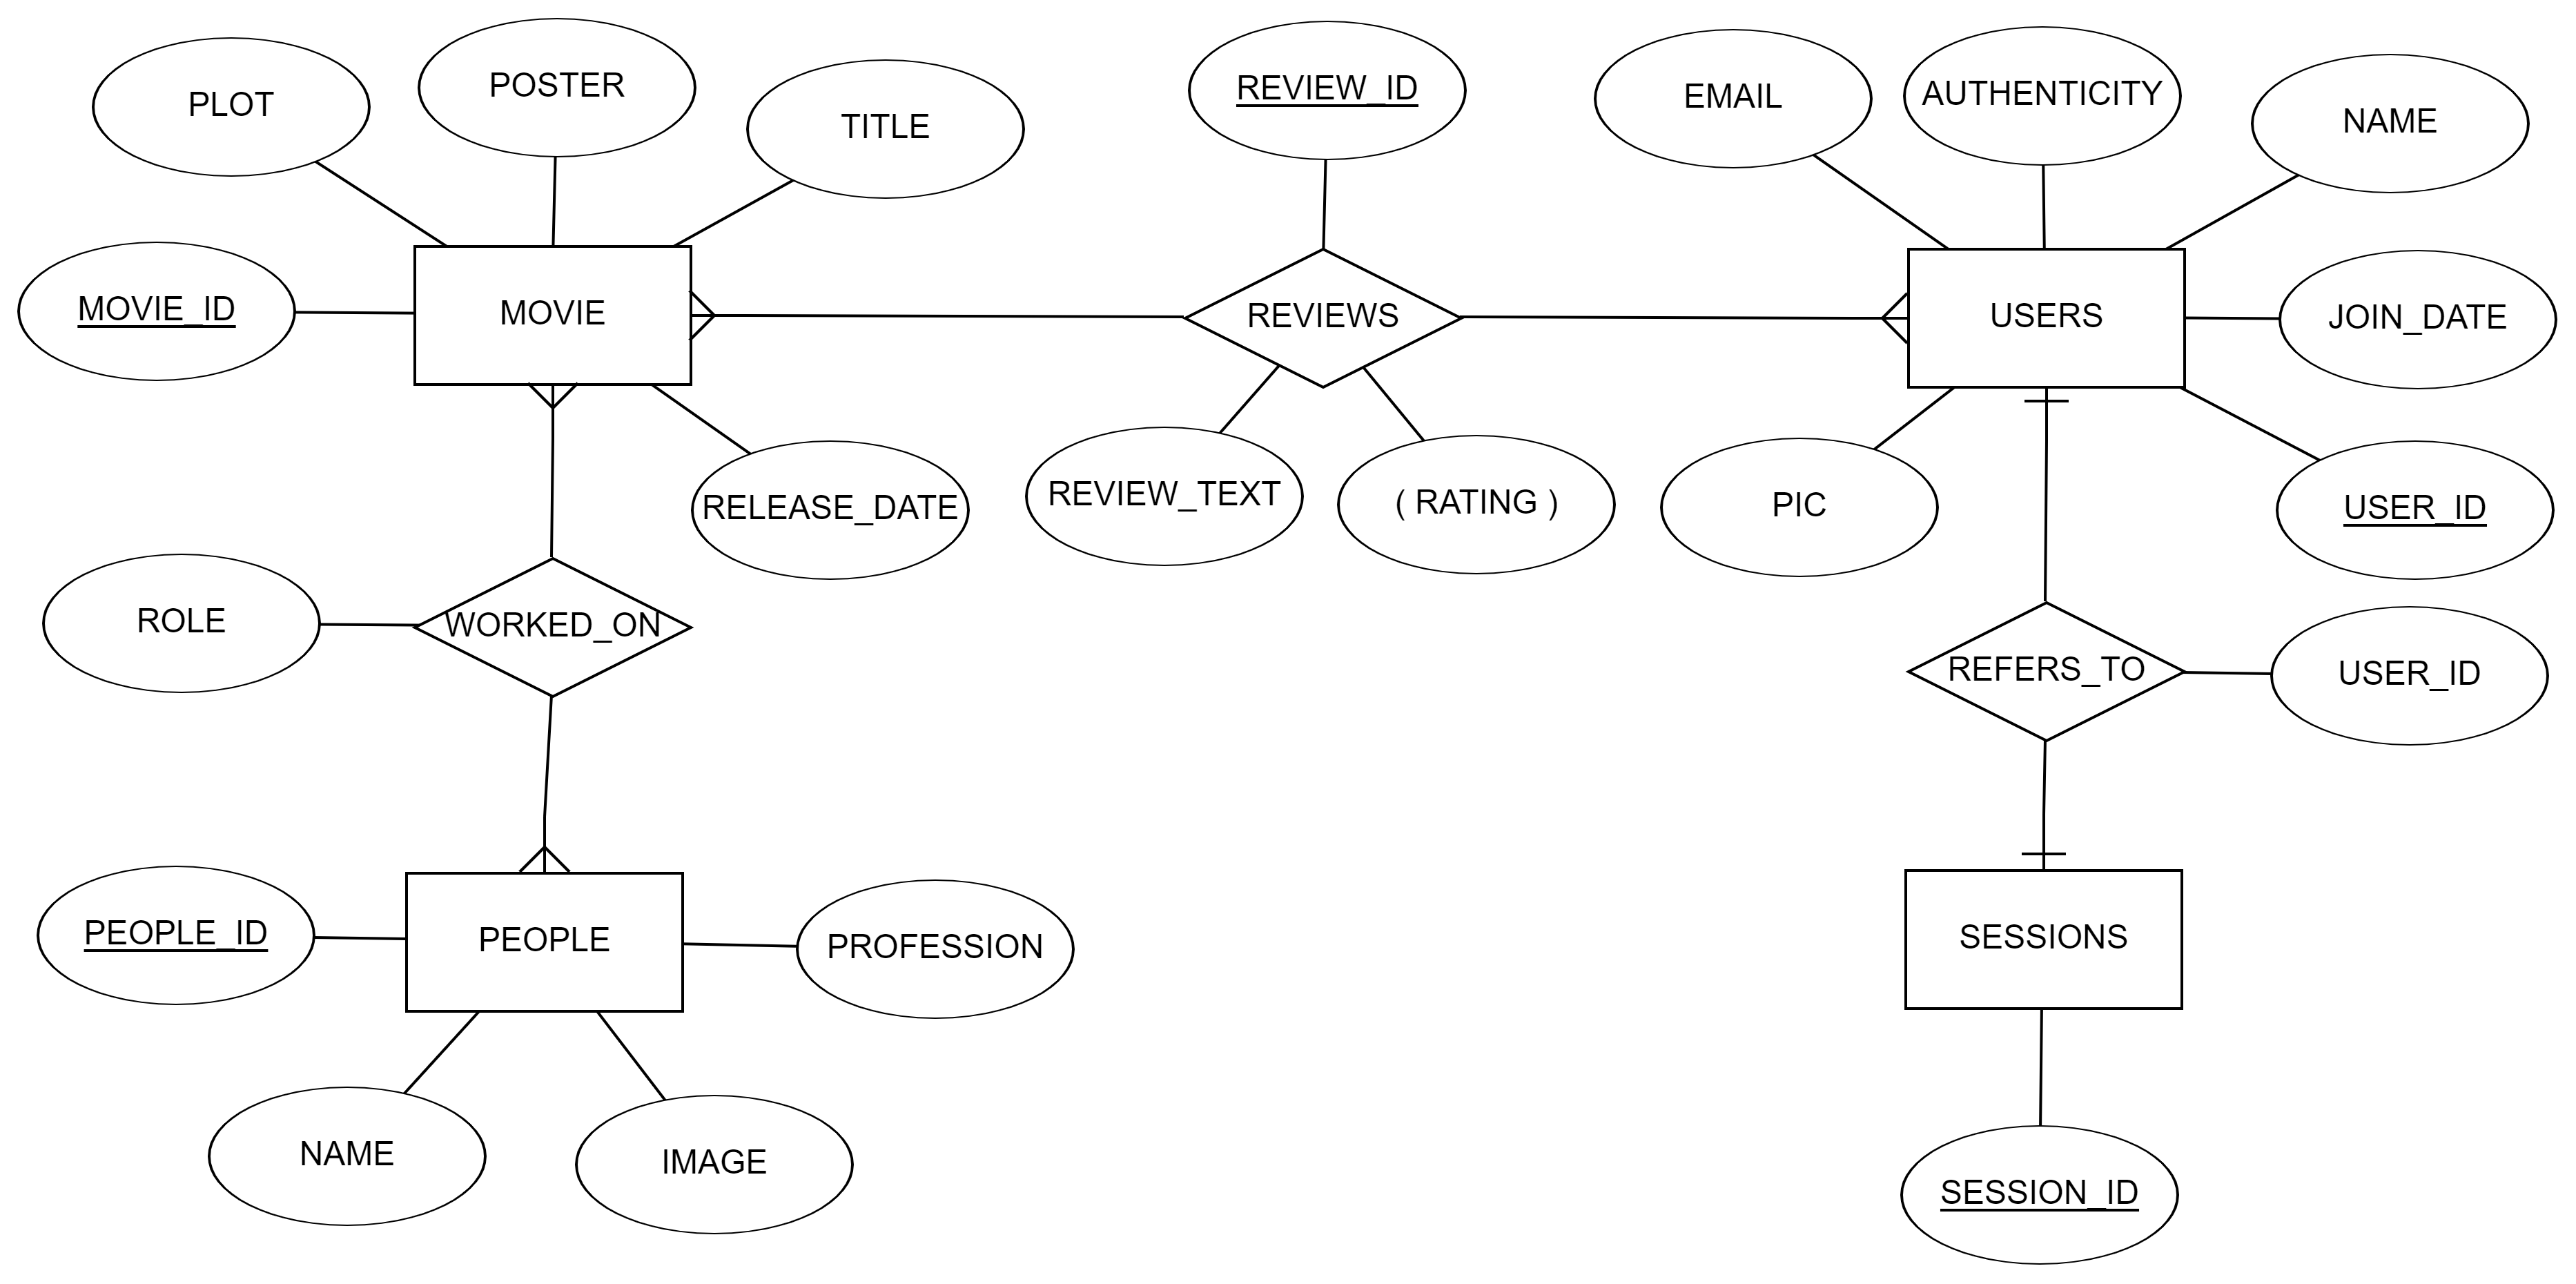 PLOT
POSTER
TITLE
REVIEW_ID
EMAIL
AUTHENTICITY
NAME
MOVIE_ID
MOVIE
REVIEWS
USERS
JOIN_DATE
RELEASE_DATE
REVIEW_TEXT
( RATING )
PIC
USER_ID
ROLE
WORKED_ON
REFERS_TO
USER_ID
PEOPLE_ID
PEOPLE
PROFESSION
SESSIONS
NAME
IMAGE
SESSION_ID